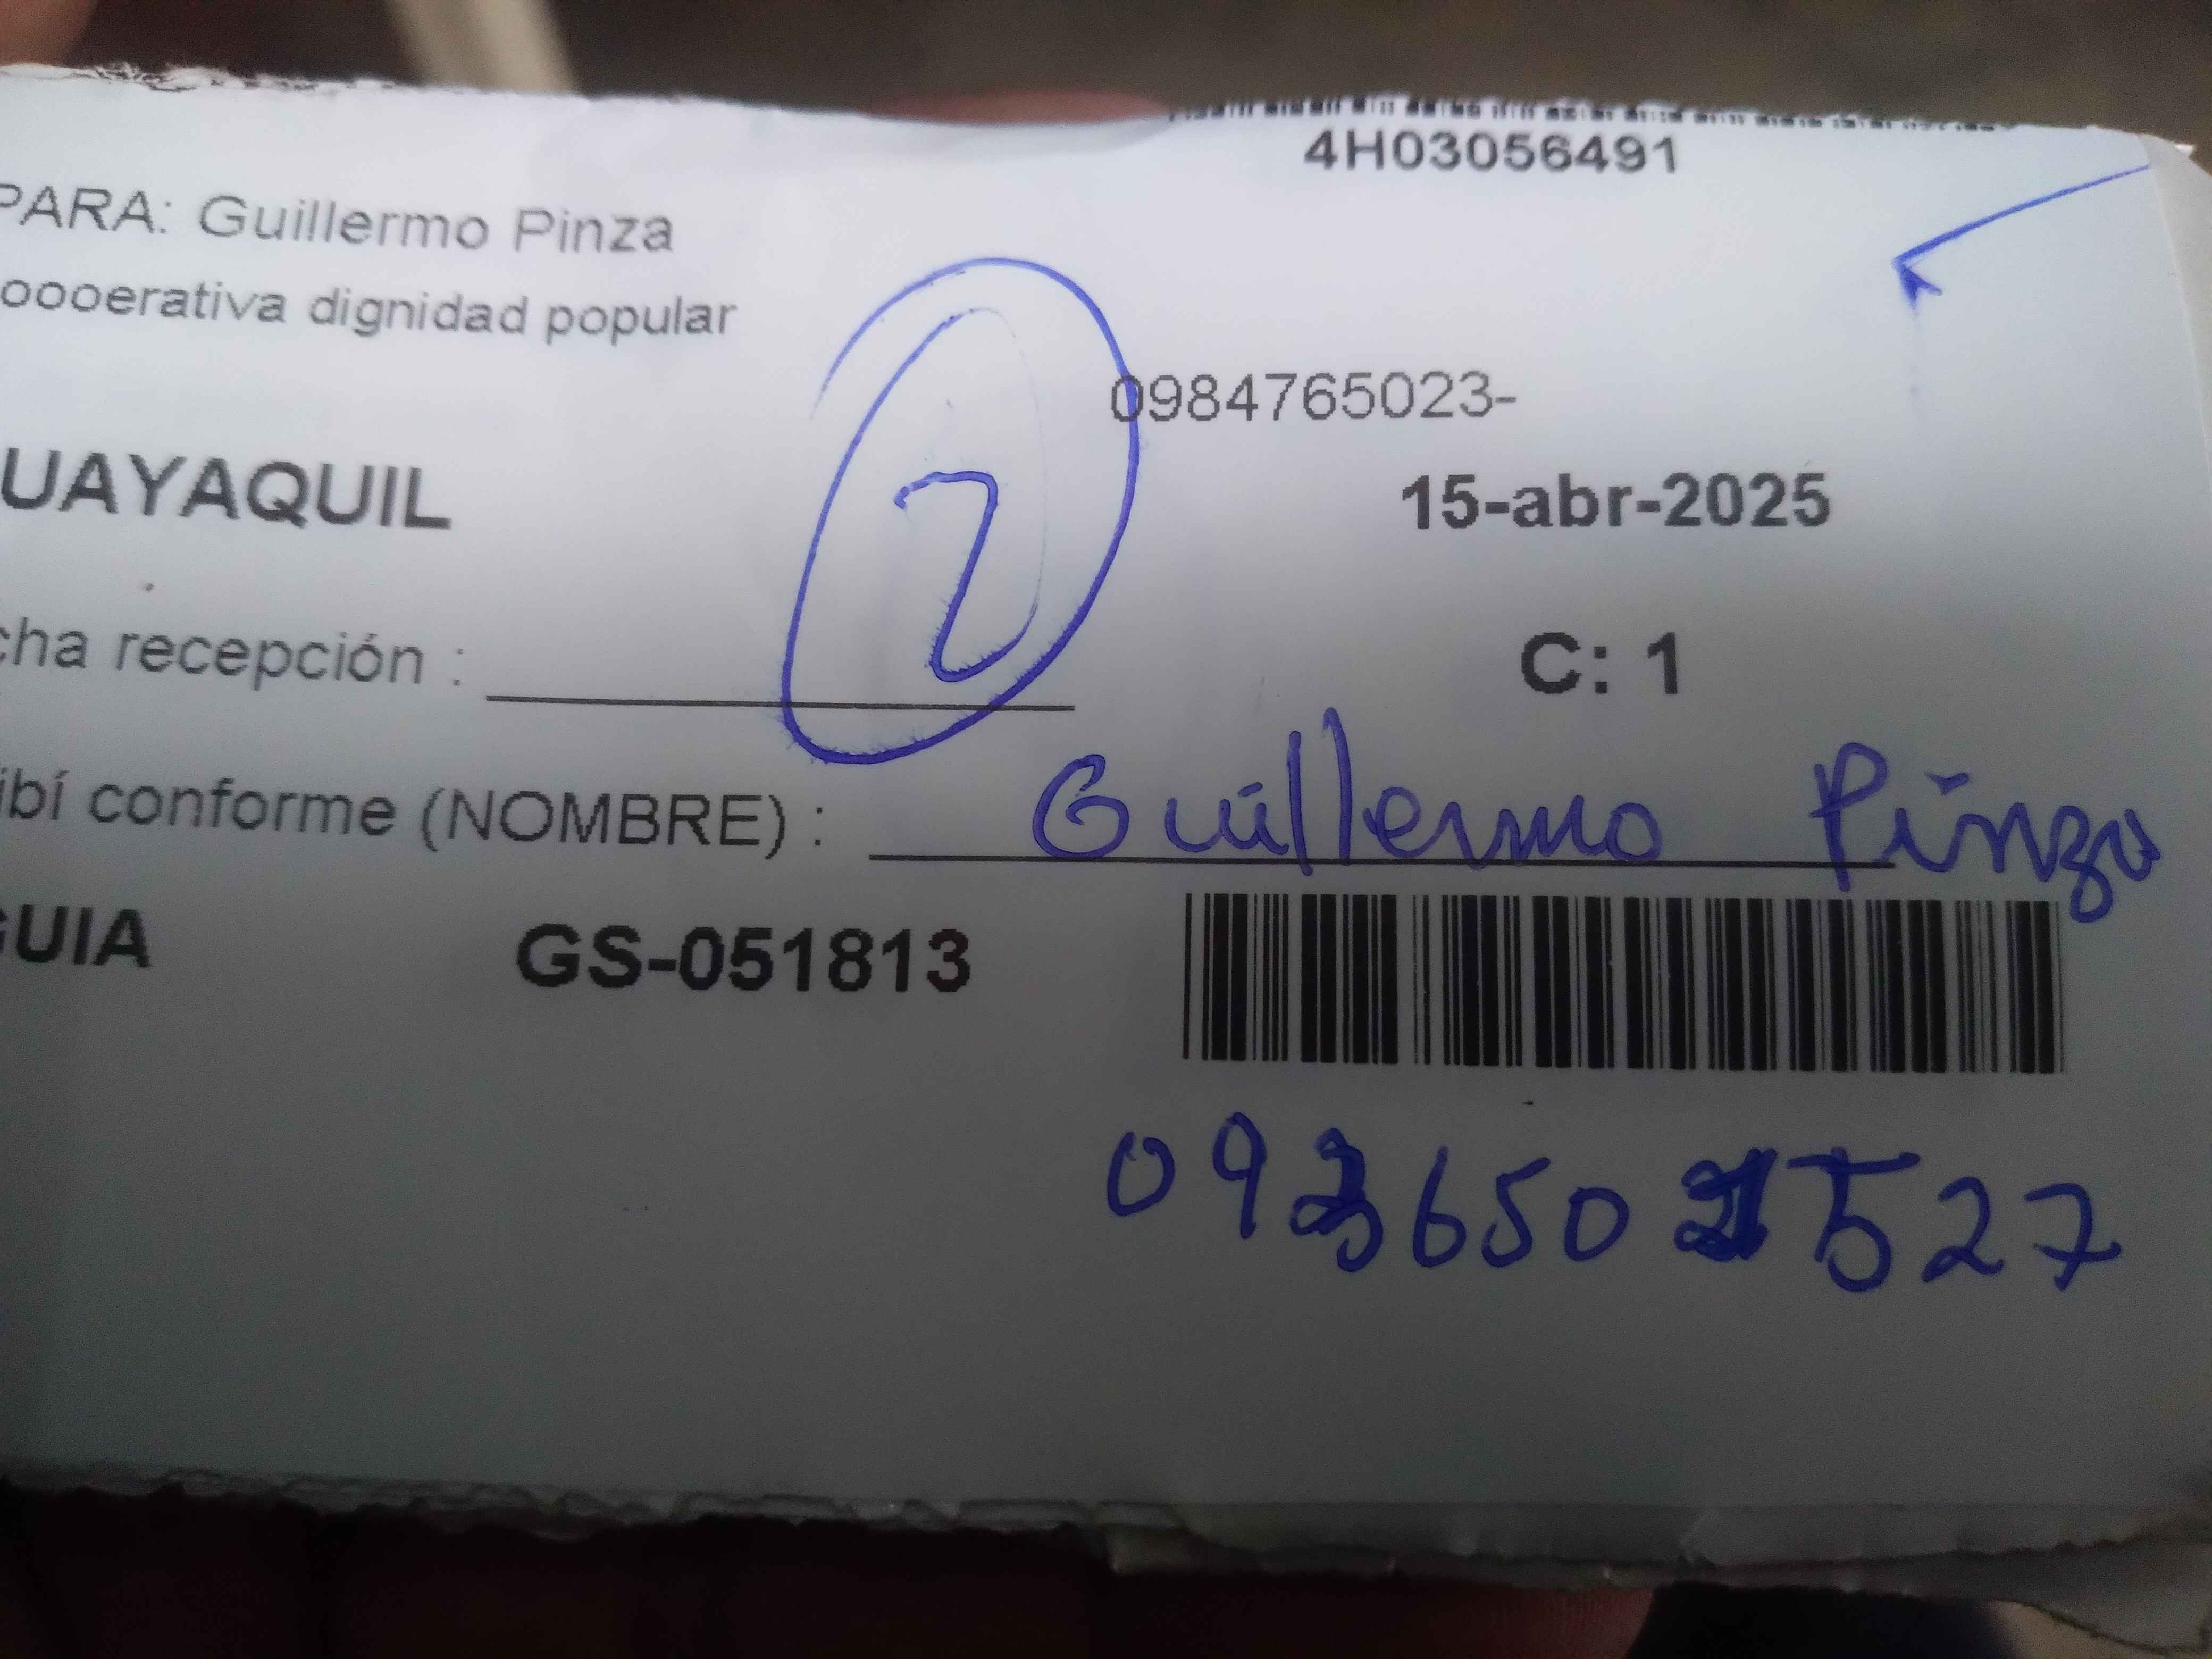 4H03056491
PARA: Guillermo Pinza
oooerativa dignidad popular
0984765023-
UAYAQUIL
15-abr-2025
2
cha recepción :
C: 1
ibí conforme (NOMBRE) : Guillermo Pinza
GUIA GS-051813